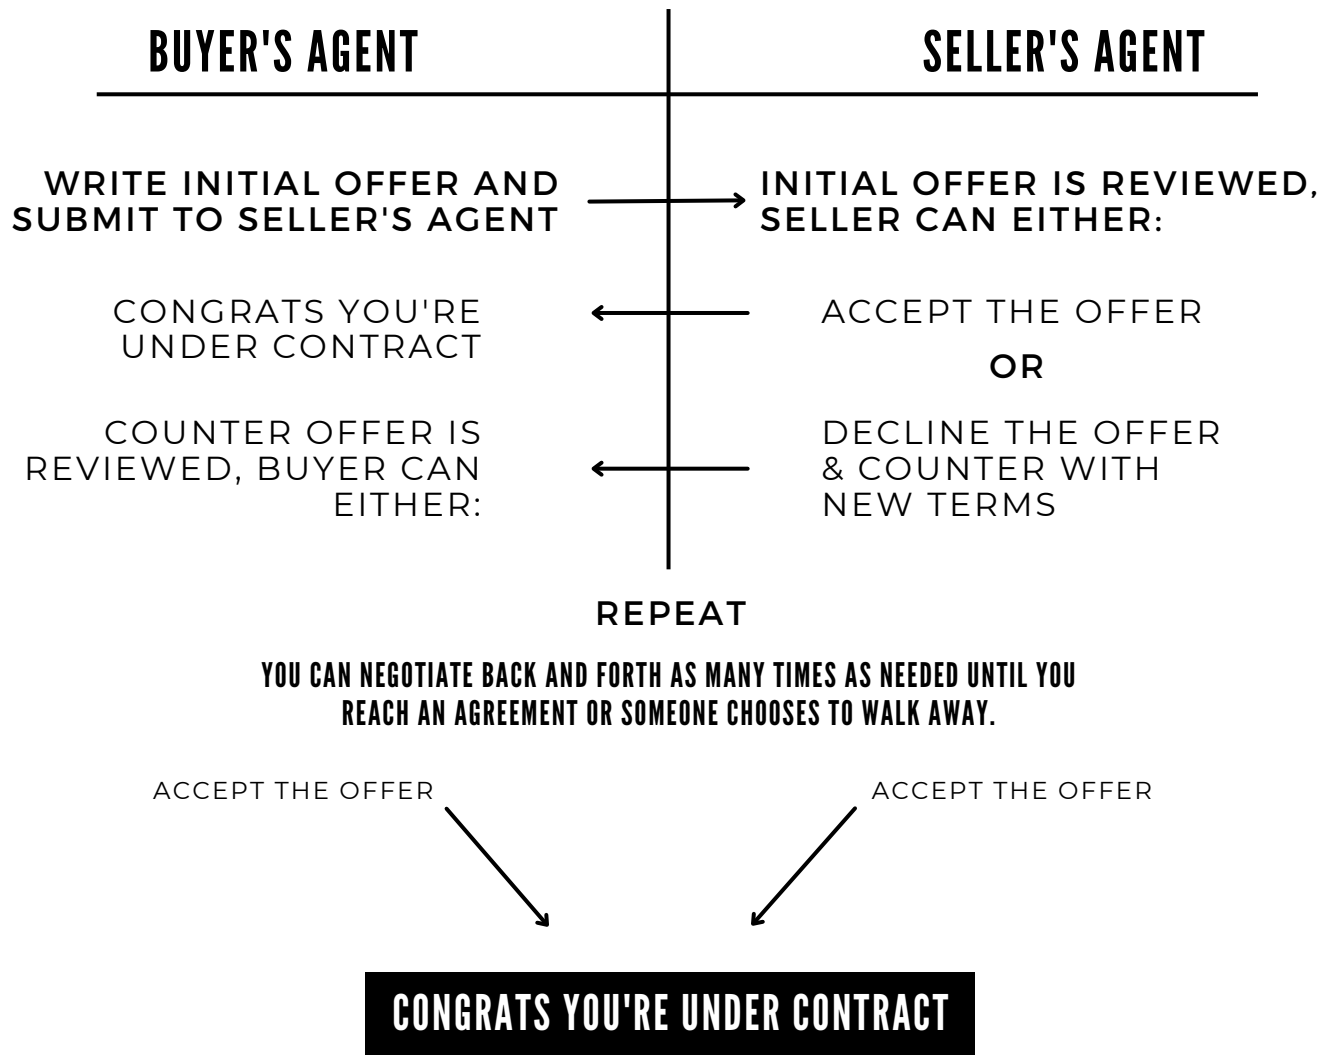 BUYER'S AGENT
SELLER'S AGENT
WRITE INITIAL OFFER AND
SUBMIT TO SELLER'S AGENT
INITIAL OFFER IS REVIEWED,
SELLER CAN EITHER:
CONGRATS YOU'RE
UNDER CONTRACT
ACCEPT THE OFFER
OR
COUNTER OFFER IS
REVIEWED, BUYER CAN
EITHER:
DECLINE THE OFFER
& COUNTER WITH
NEW TERMS
REPEAT
YOU CAN NEGOTIATE BACK AND FORTH AS MANY TIMES AS NEEDED UNTIL YOU
REACH AN AGREEMENT OR SOMEONE CHOOSES TO WALK AWAY.
ACCEPT THE OFFER
ACCEPT THE OFFER
CONGRATS YOU'RE UNDER CONTRACT